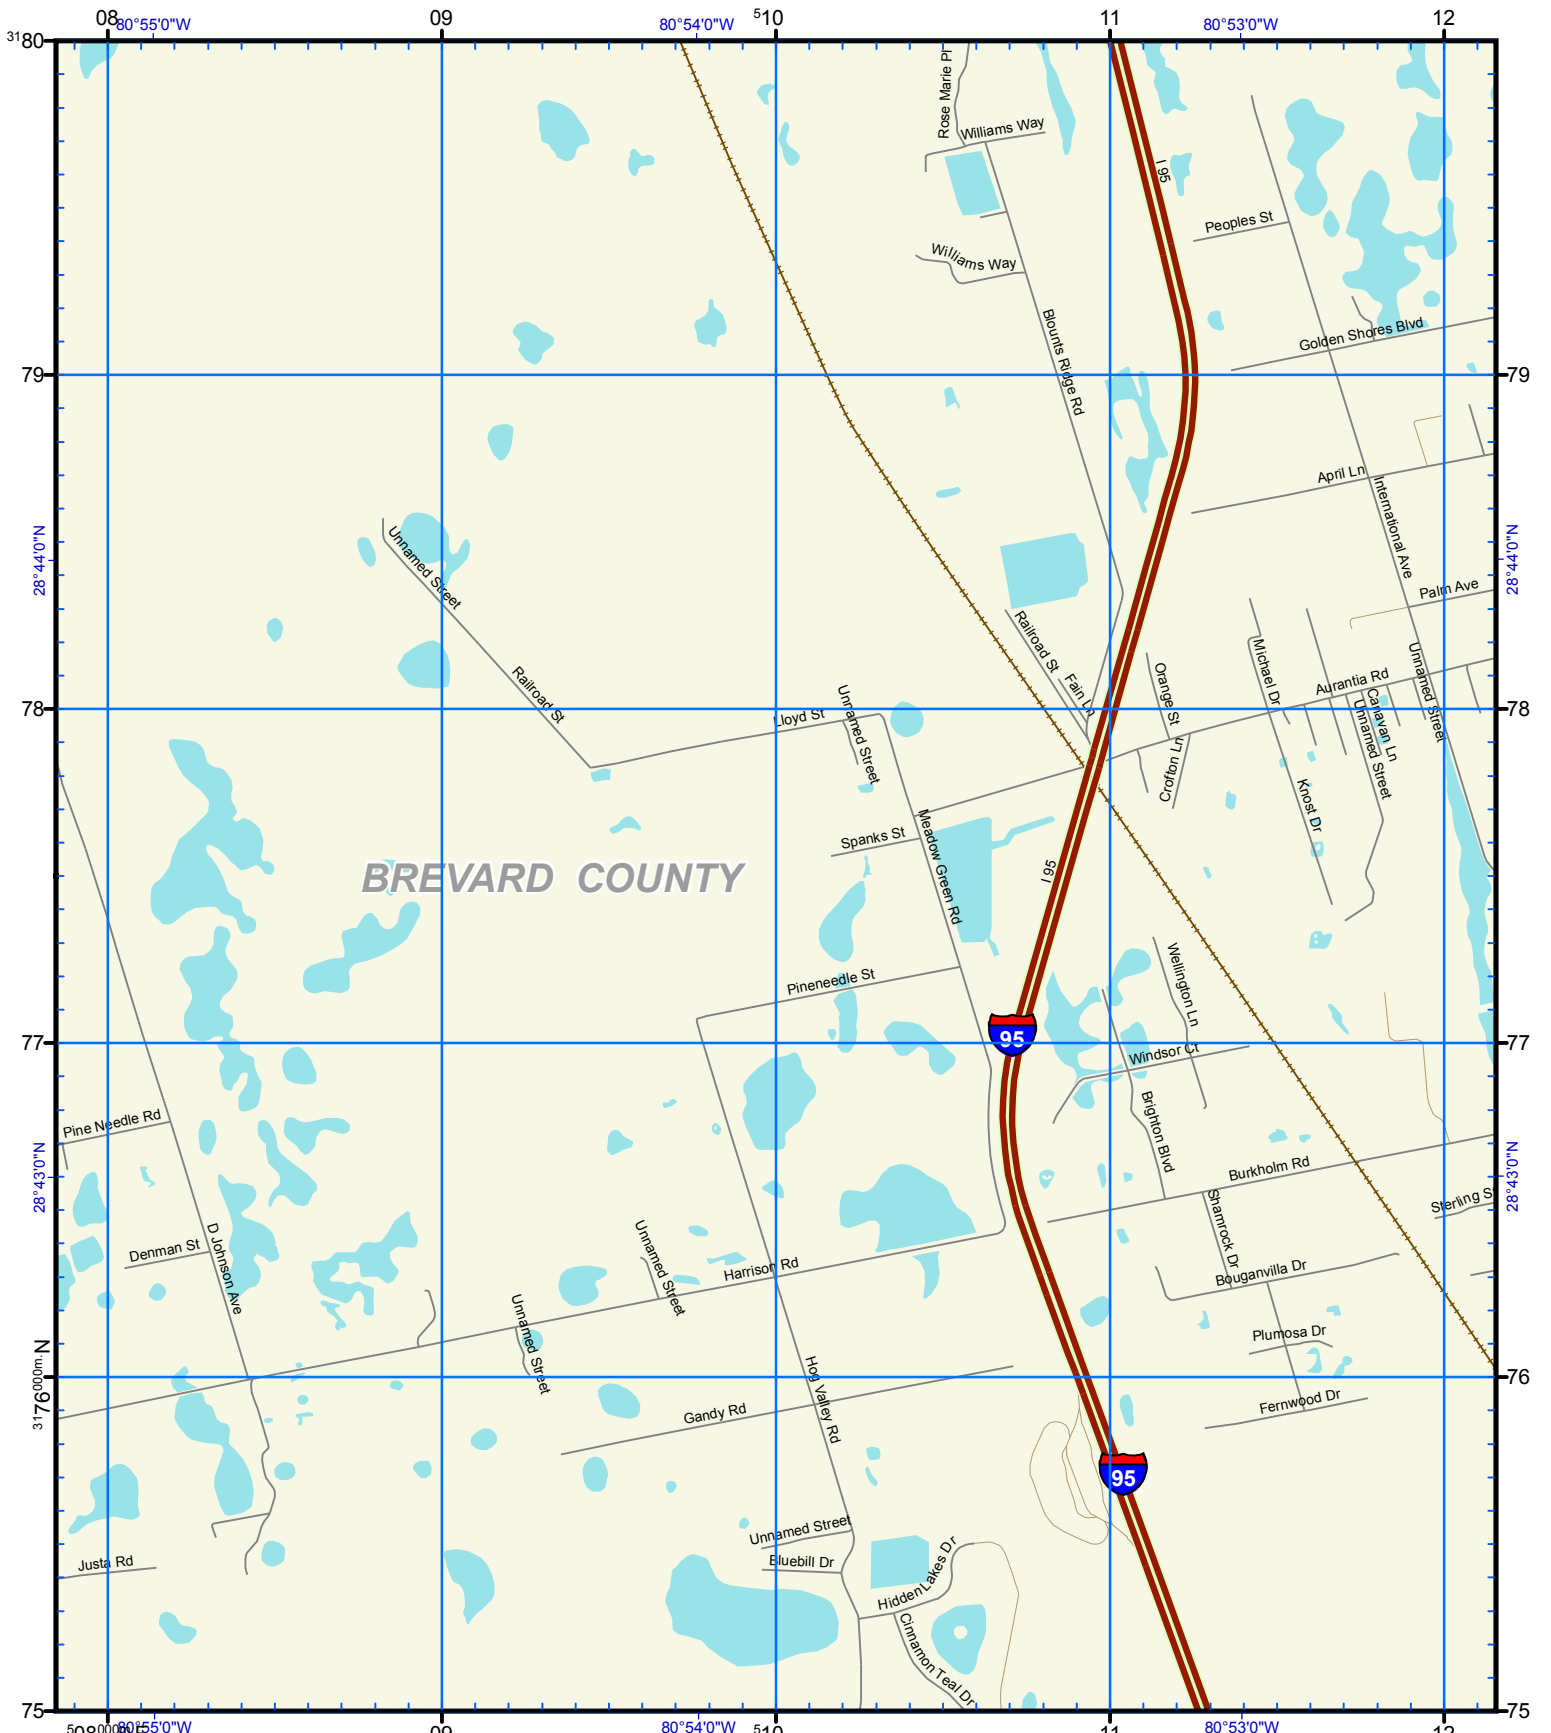 08
80°55'0"W
09
80°54'0"W
510
11
80°53'0"W
12
3180
Rose Marie Pl
Williams Way
I 95
Peoples St
Williams Way
Blounts Ridge Rd
Golden Shores Blvd
79
79
April Ln
International Ave
28°44'0"N
28°44'0"N
Unnamed Street
Palm Ave
Railroad St
Fain Ln
Michael Dr
Orange St
Aurantia Rd
Unnamed Street
Railroad St
Unnamed Street
Lloyd St
Canavan Ln
Unnamed Street
78
78
Crofton Ln
Knost Dr
Meadow Green Rd
Spanks St
BREVARD COUNTY
I 95
Pineneedle St
Wellington Ln
77
95
77
Windsor Ct
Brighton Blvd
Pine Needle Rd
28°43'0"N
28°43'0"N
Burkholm Rd
Shamrock Dr
Sterling S
Denman St
D Johnson Ave
Unnamed Street
Harrison Rd
Bouganvilla Dr
Unnamed Street
Plumosa Dr
3176000m.N
Hog Valley Rd
76
Gandy Rd
Fernwood Dr
95
Unnamed Street
Justa Rd
Bluebill Dr
Hidden Lakes Dr
Cinnamon Teal Dr
75
75
80°55'0"W
09
80°54'0"W
510
11
80°53'0"W
12